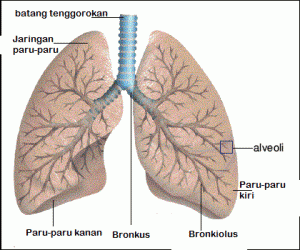 batang tenggorokan
Jaringan
paru-paru
alveoli
Paru-paru
kiri
Paru-paru kanan
Bronkus
Bronkiolus